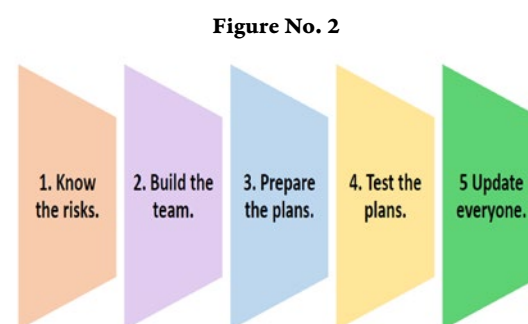 Figure No. 2
1. Know
the risks.
2. Build the
team.
3. Prepare
the plans.
4. Test the
plans.
5 Update
everyone.